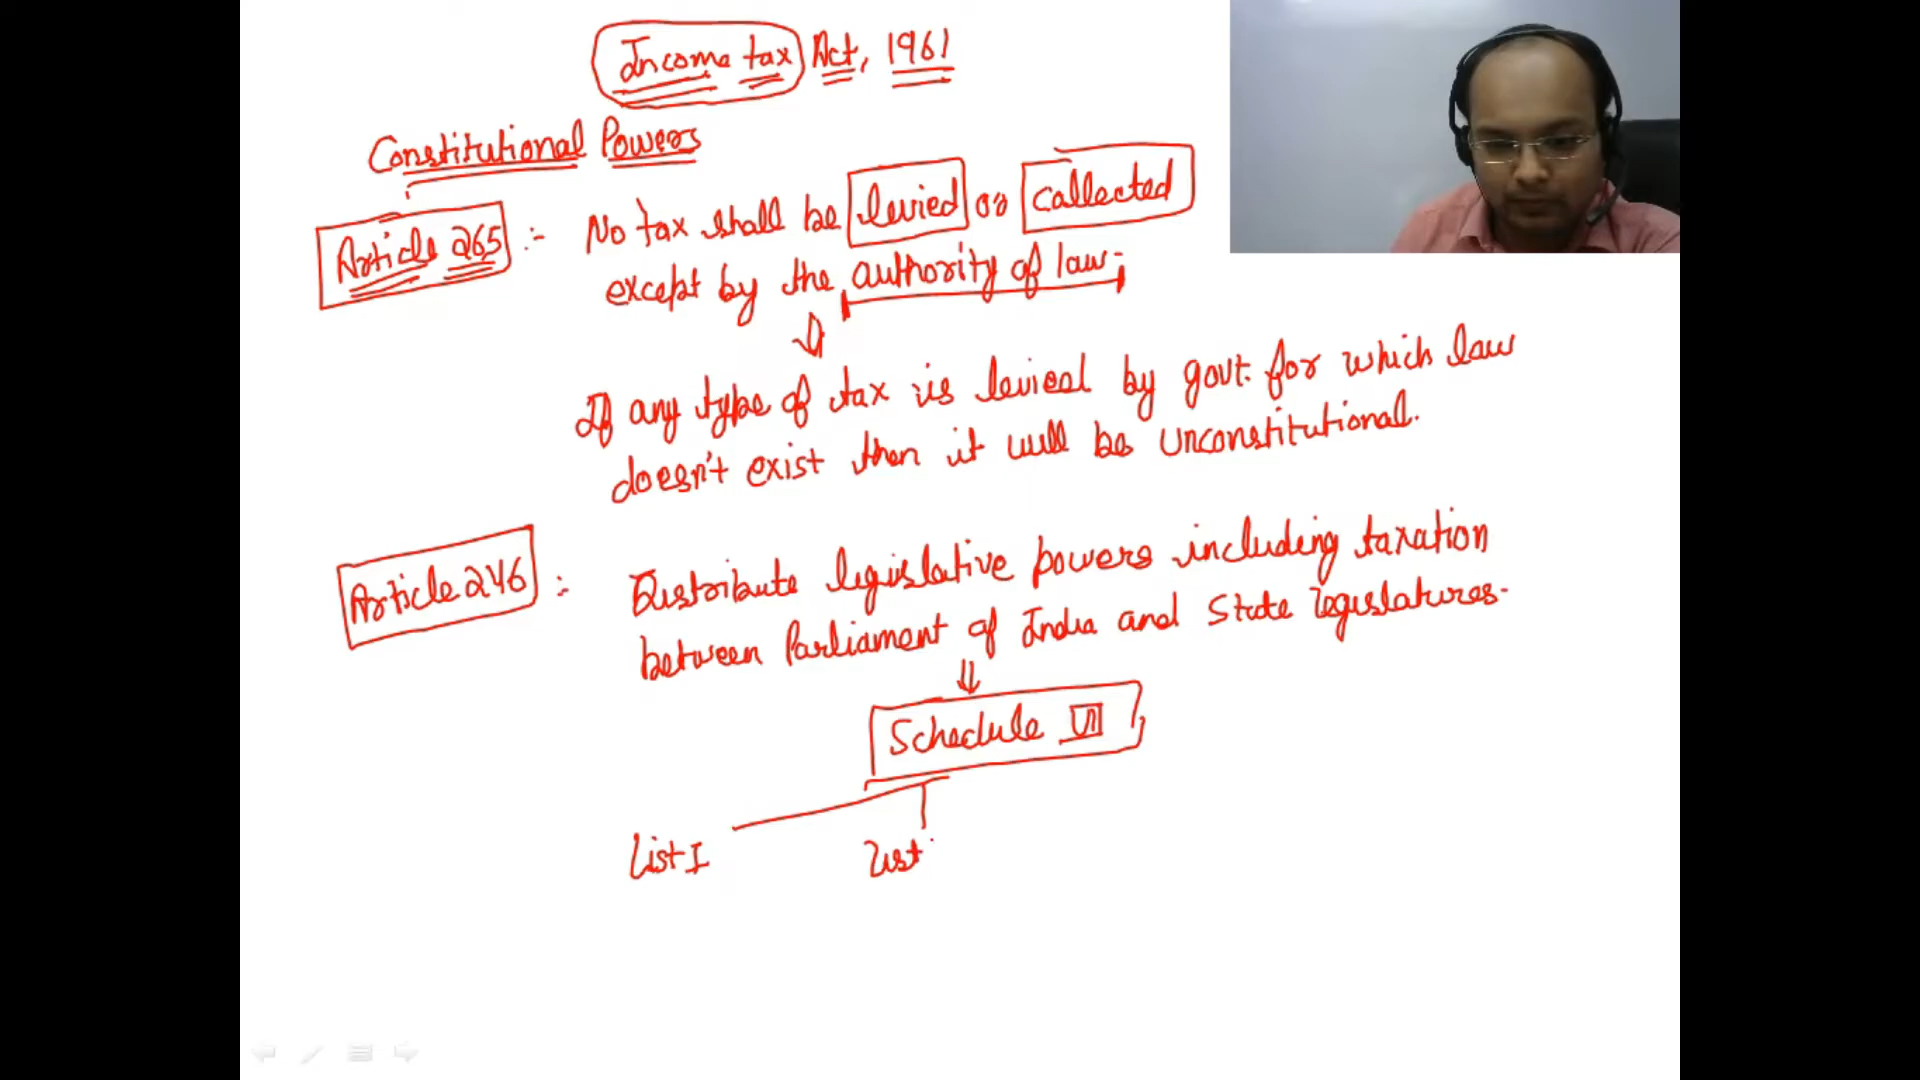 Income tax Act, 1961
Constitutional Powers
Article 265 :- No tax shall be levied or collected
except by the authority of law.
If any type of tax is levied by govt. for which law
doesn't exist then it will be unconstitutional.
Article 246 :- Distribute legislative powers including taxation
between Parliament of India and State legislatures.
Schedule VII
List I
List